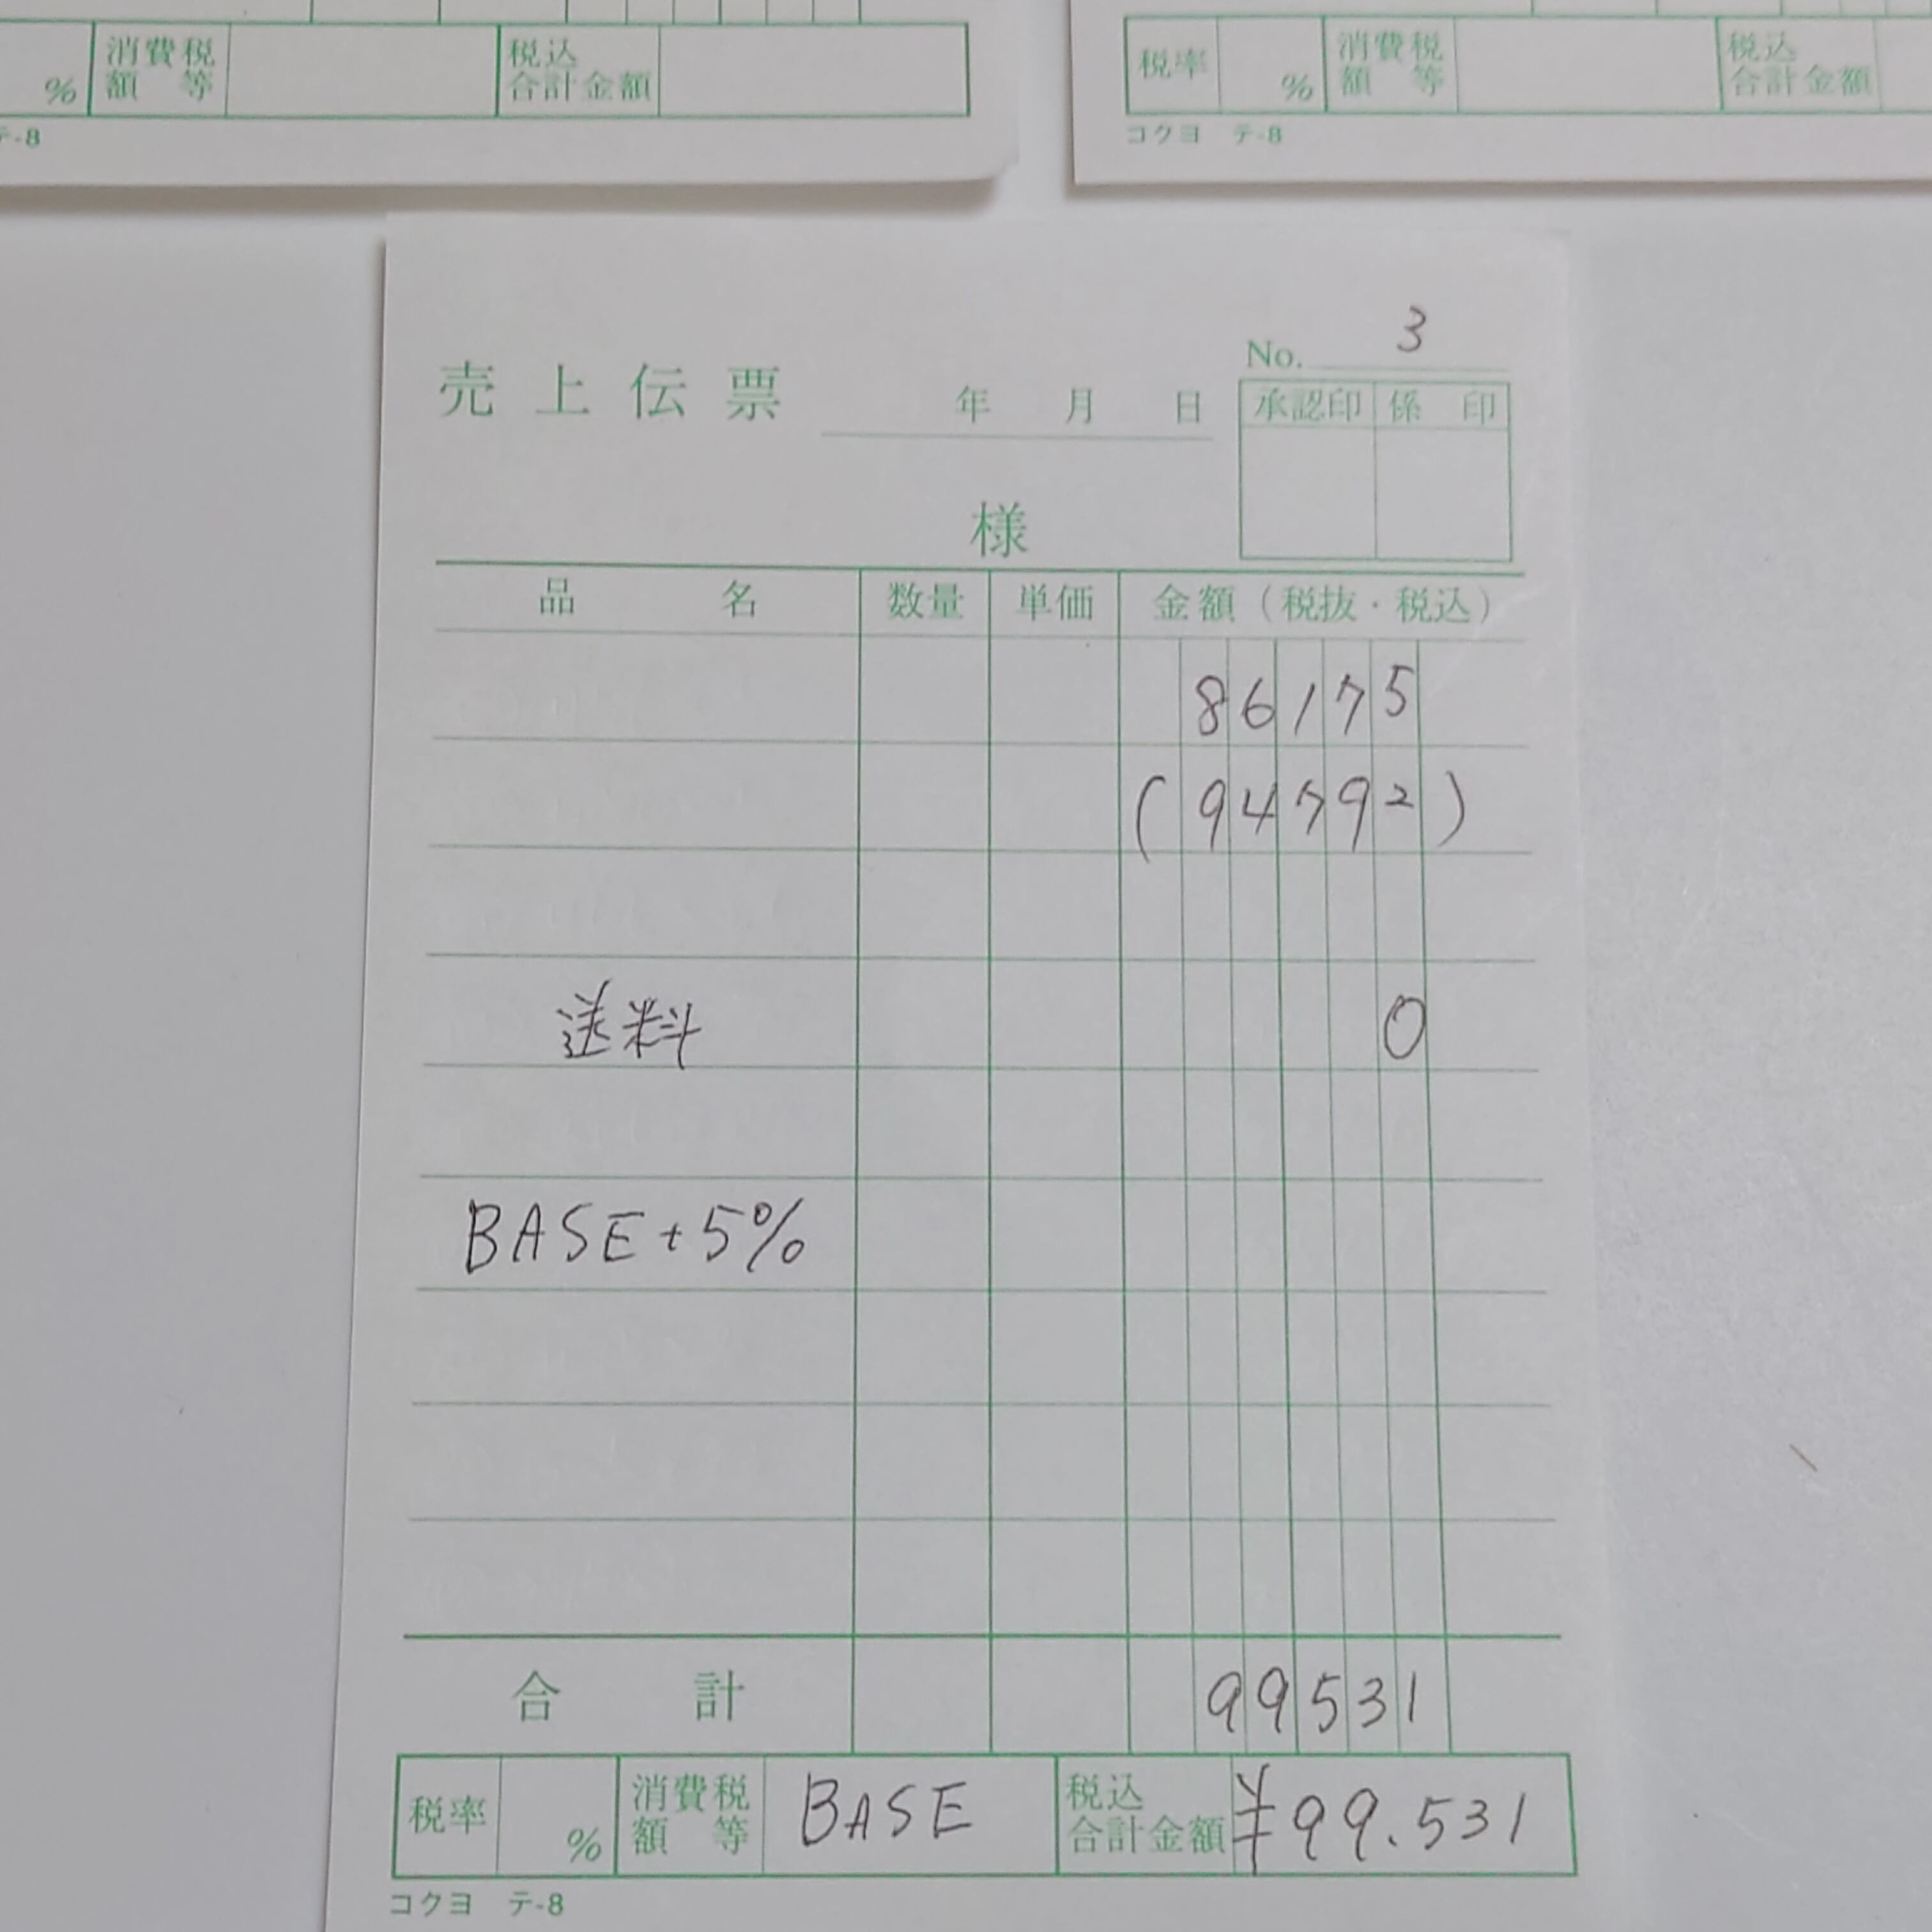 % 消費税額等 税込合計金額
テ-8
税率 % 消費税額等 税込合計金額
コクヨ テ-8
No. 3
売上伝票 年 月 日
承認印 係印
様
品名 数量 単価 金額（税抜・税込）
86175
(94792)
送料 0
BASE+5%
合計 99531
税率 % 消費税額等 BASE 税込合計金額 ¥99.531
コクヨ テ-8